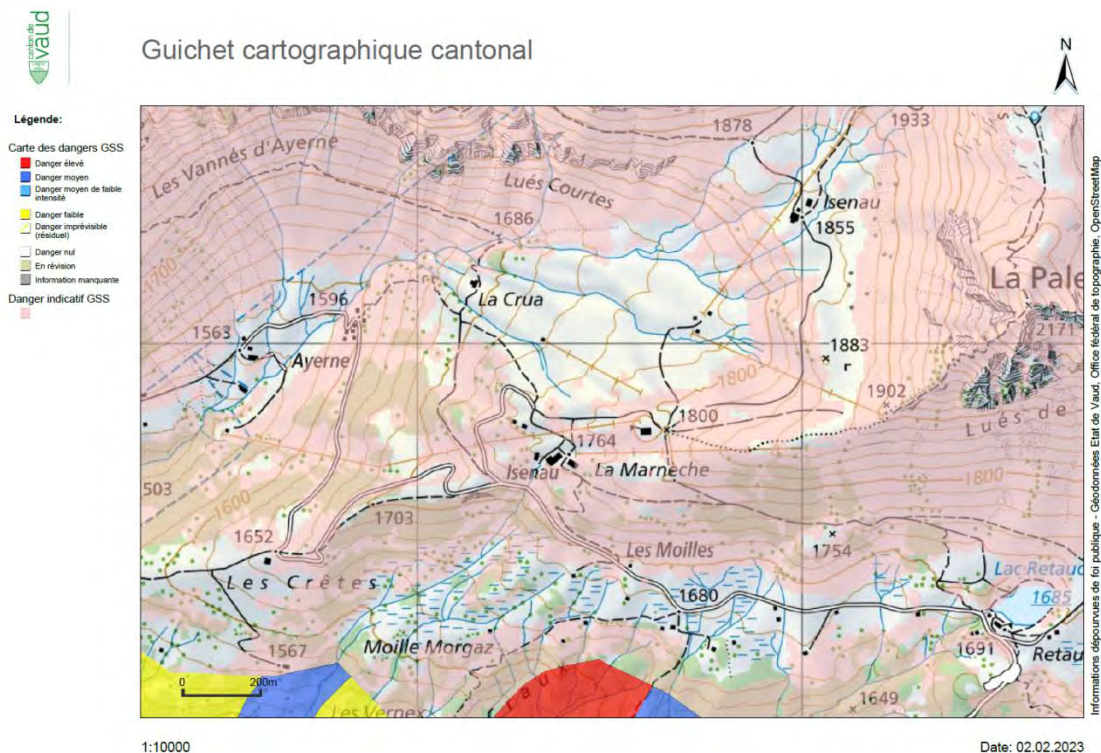 canton de
vaud
Guichet cartographique cantonal
N
Légende:
Carte des dangers GSS
Danger élevé
Danger moyen
Danger moyen de faible
intensité
Danger faible
Danger imprévisible
(résiduel)
Danger nul
En révision
Information manquante
Danger indicatif GSS
1878
1933
Les Vannés d'Ayerne
Lués Courtes
Isenau
1855
1686
1700
La Pale
1596
La Crua
2171
1563
Ayerne
1883
1800
1902
Lués de
1800
1764
Isenau
La Marnèche
503
1600
1800
1703
1652
Les Moilles
1754
Lac Retaud
1685
Les Crêtes
1680
1567
Moille Morgaz
1691
Retau
0
200m
aux
1649
Les Vernex
Informations dépourvues de foi publique - Géodonnées Etat de Vaud, Office fédéral de topographie, OpenStreetMap
1:10000
Date: 02.02.2023